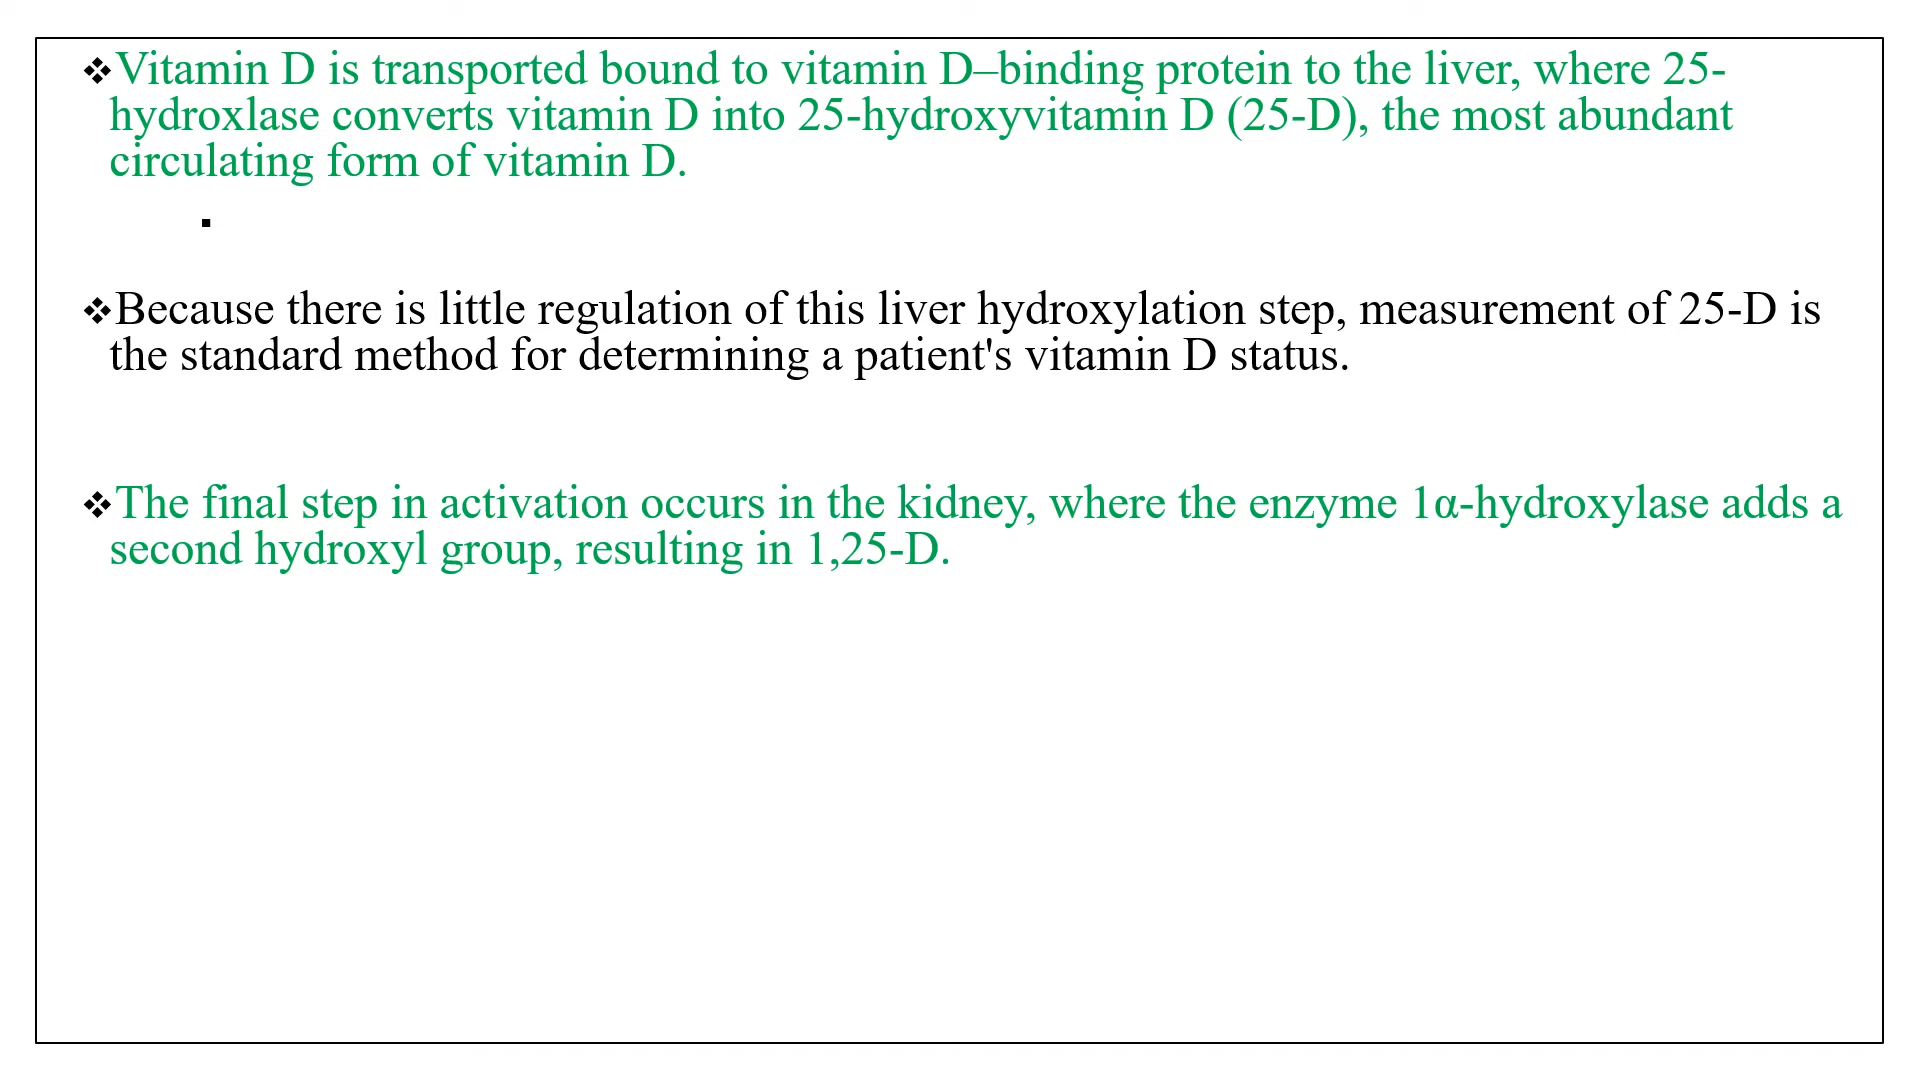 ❖Vitamin D is transported bound to vitamin D–binding protein to the liver, where 25-
hydroxlase converts vitamin D into 25-hydroxyvitamin D (25-D), the most abundant
circulating form of vitamin D.
▪
❖Because there is little regulation of this liver hydroxylation step, measurement of 25-D is
the standard method for determining a patient's vitamin D status.
❖The final step in activation occurs in the kidney, where the enzyme 1α-hydroxylase adds a
second hydroxyl group, resulting in 1,25-D.